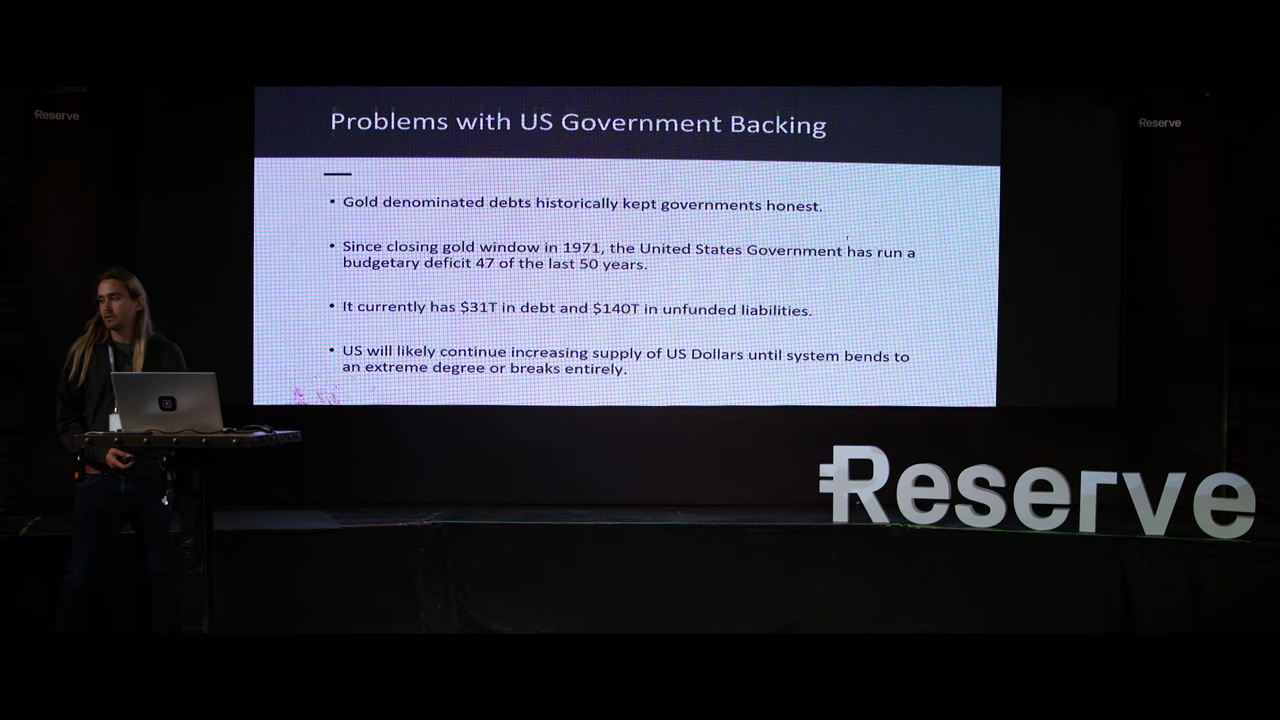 Reserve
Reserve
Problems with US Government Backing
• Gold denominated debts historically kept governments honest.
• Since closing gold window in 1971, the United States Government has run a
budgetary deficit 47 of the last 50 years.
• It currently has $31T in debt and $140T in unfunded liabilities.
• US will likely continue increasing supply of US Dollars until system bends to
an extreme degree or breaks entirely.
Reserve